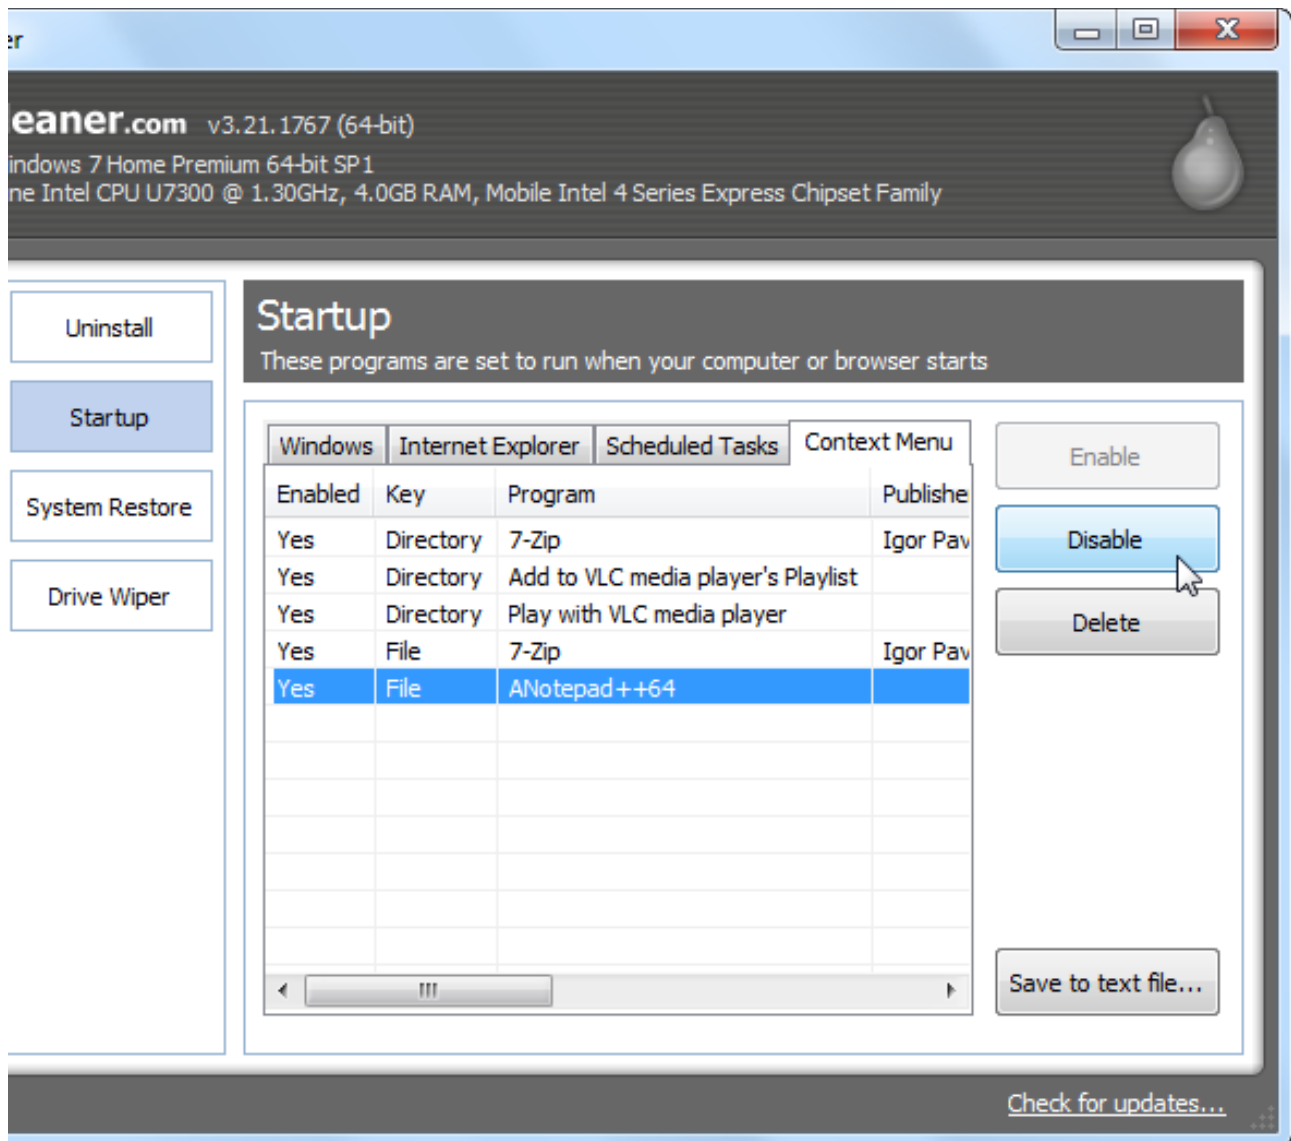 er
leaner.com v3.21.1767 (64-bit)
indows 7 Home Premium 64-bit SP1
ne Intel CPU U7300 @ 1.30GHz, 4.0GB RAM, Mobile Intel 4 Series Express Chipset Family
Uninstall
Startup
System Restore
Drive Wiper
Startup
These programs are set to run when your computer or browser starts
Windows Internet Explorer Scheduled Tasks Context Menu
Enabled Key Program Publishe
Yes Directory 7-Zip Igor Pav
Yes Directory Add to VLC media player's Playlist
Yes Directory Play with VLC media player
Yes File 7-Zip Igor Pav
Yes File ANotepad++64
Enable
Disable
Delete
Save to text file...
Check for updates...